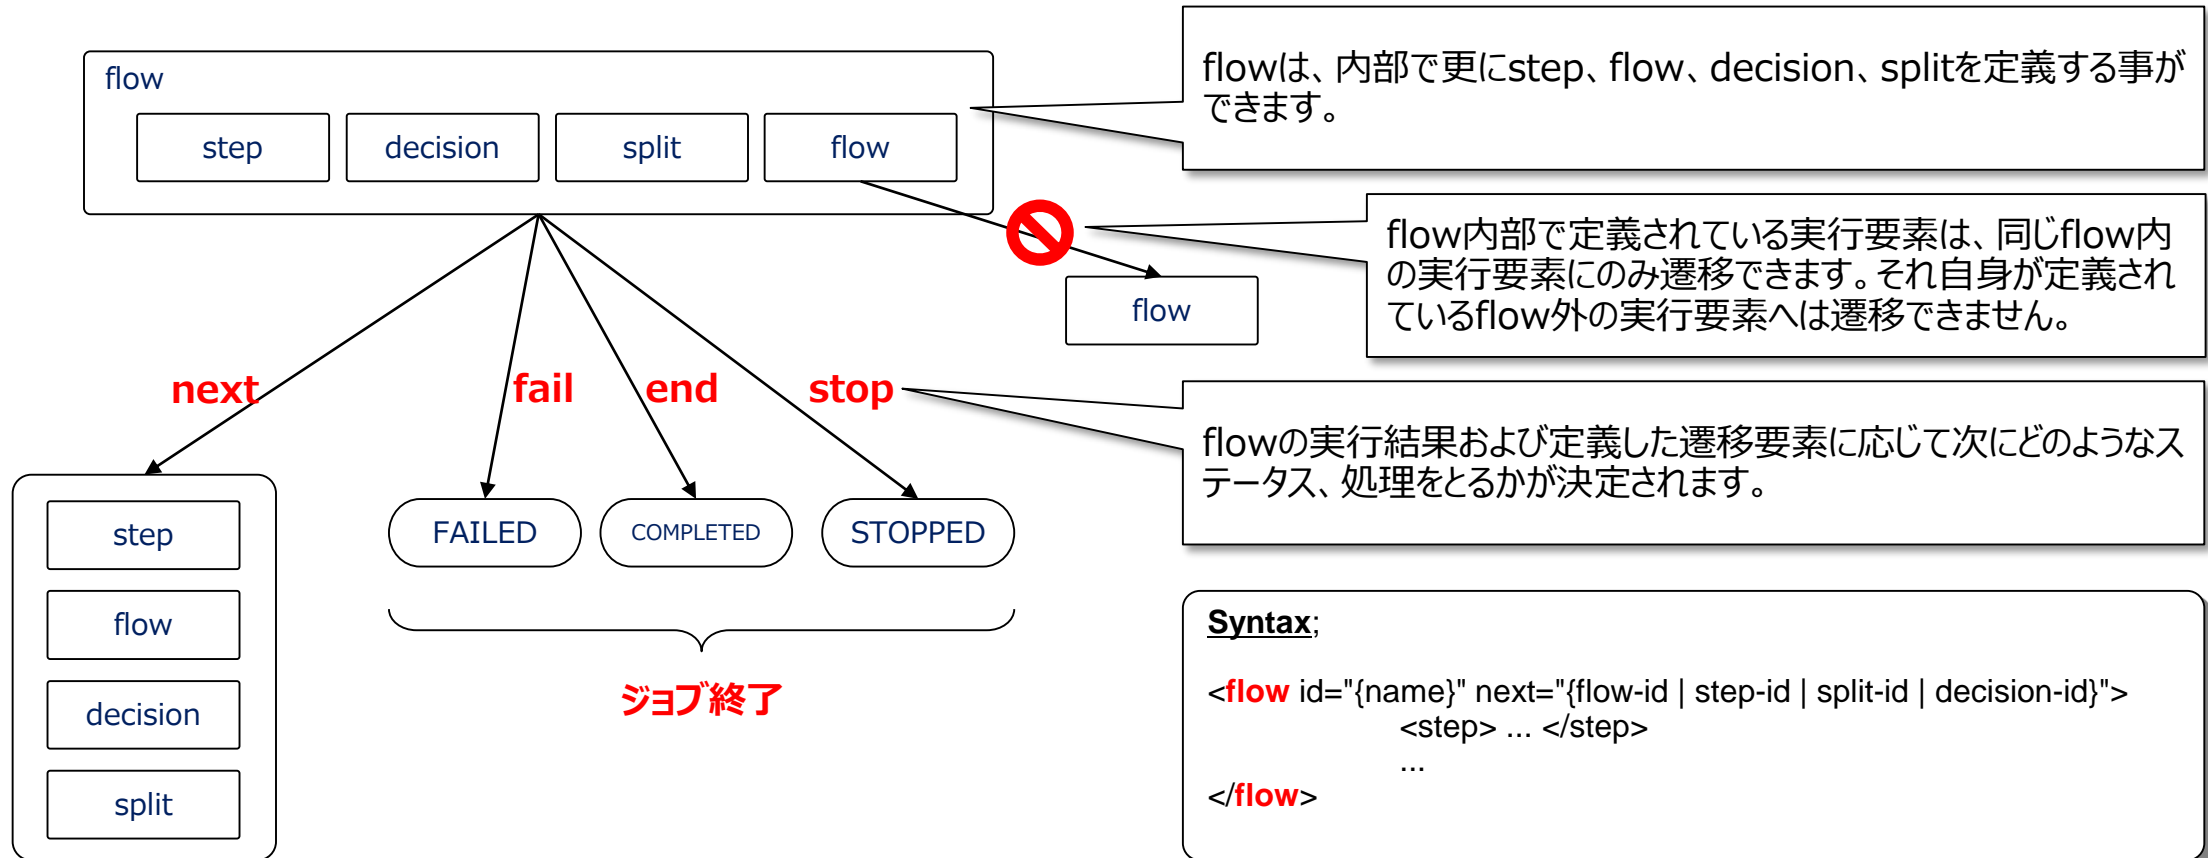 flow
step
decision
split
flow
flowは、内部で更にstep、flow、decision、splitを定義する事が
できます。
flow内部で定義されている実行要素は、同じflow内
の実行要素にのみ遷移できます。それ自身が定義され
ているflow外の実行要素へは遷移できません。
flow
next
fail
end
stop
flowの実行結果および定義した遷移要素に応じて次にどのようなス
テータス、処理をとるかが決定されます。
step
flow
decision
split
FAILED
COMPLETED
STOPPED
ジョブ終了
Syntax;
<flow id="{name}" next="{flow-id | step-id | split-id | decision-id}">
<step> ... </step>
...
</flow>